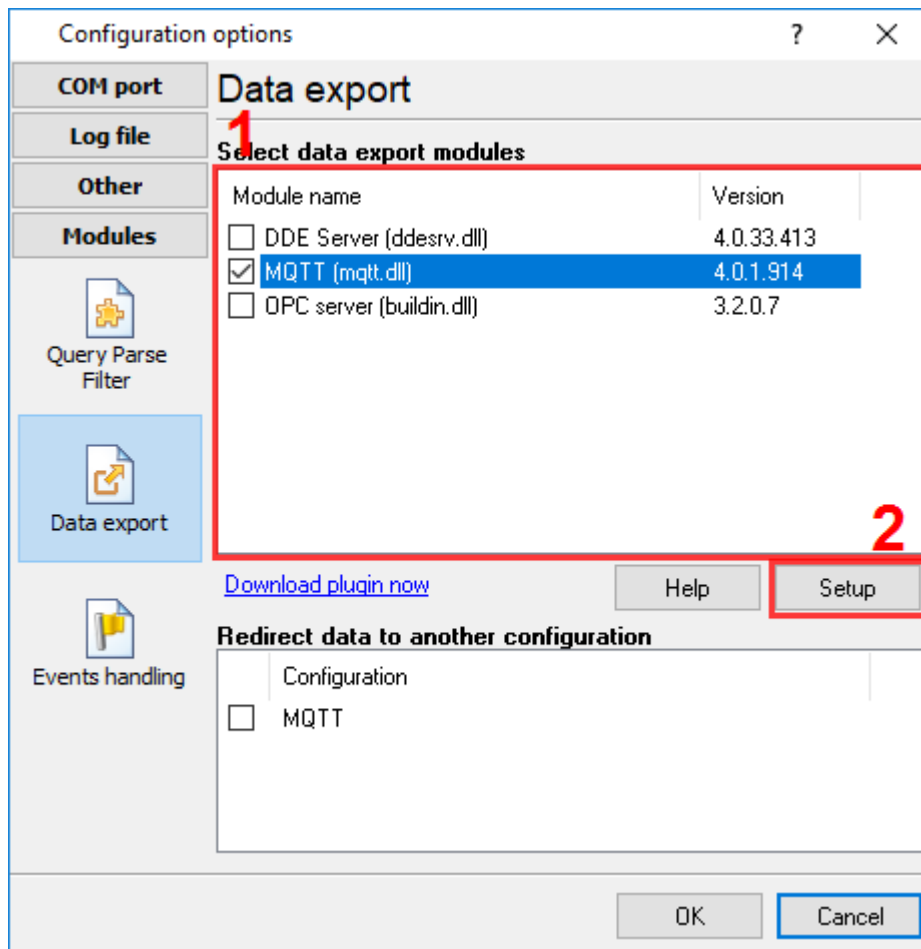 Configuration options
?
COM port
Log file
Other
Modules
Query Parse
Filter
Data export
Events handling
Data export
1
Select data export modules
Module name Version
DDE Server (ddesrv.dll) 4.0.33.413
MQTT (mqtt.dll) 4.0.1.914
OPC server (buildin.dll) 3.2.0.7
2
Download plugin now
Help
Setup
Redirect data to another configuration
Configuration
MQTT
OK
Cancel